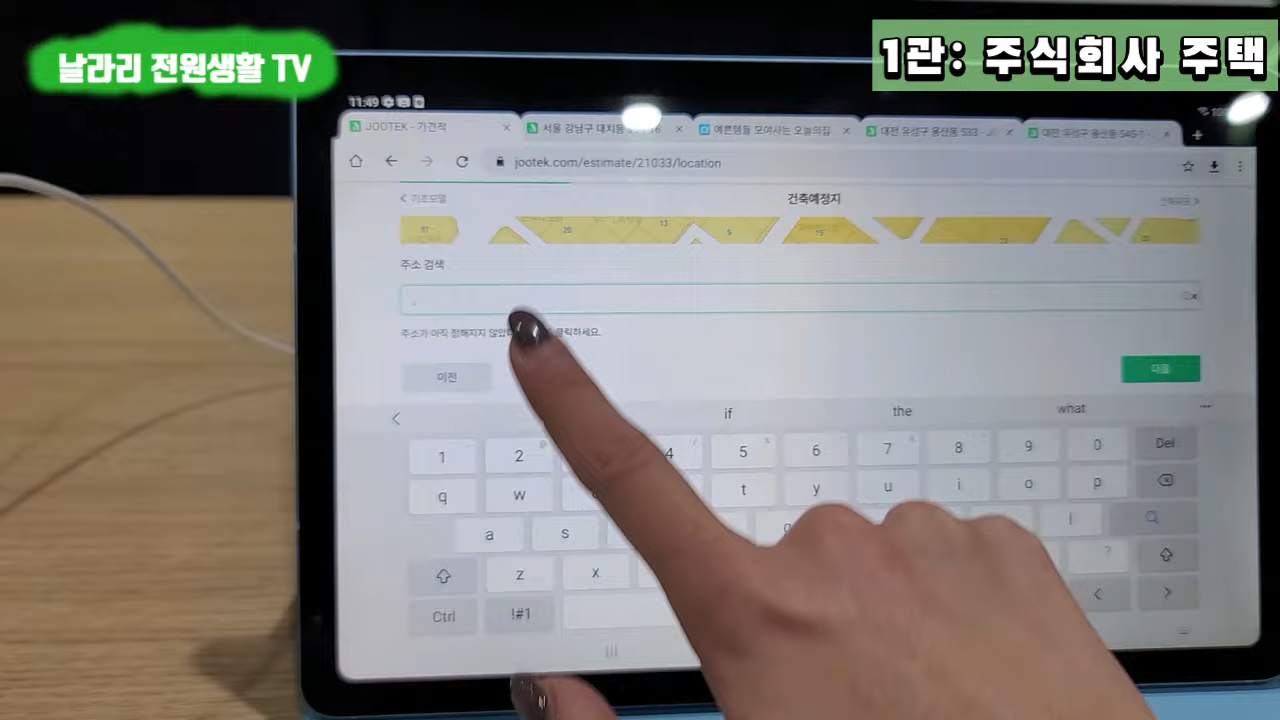 날라리 전원생활 TV
1관: 주식회사 주택
11:49
JOOTEK - 가견적
서울 강남구 대치동
예쁜템들 모여사는 오늘의집
대전 유성구 용산동 533
대전 유성구 용산동 545-1
jootek.com/estimate/21033/location
기초모델
건축예정지
20
13
5
15
주소 검색
주소가 아직 정해지지 클릭하세요.
이전
다음
if the what
1 2 4 5 6 7 8 9 0 Del
q w t y u i o p
a s l
z x ?
Ctrl !#1 < >